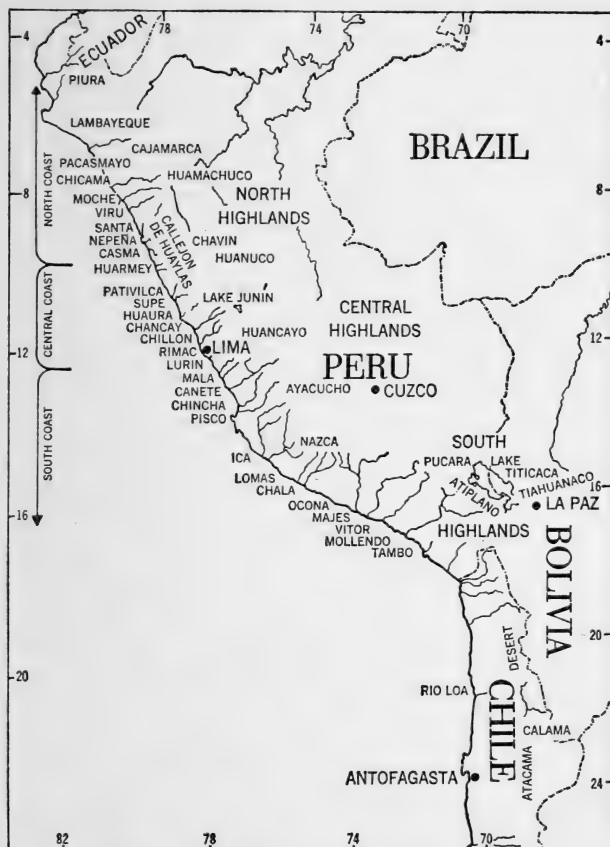 78 74 70
4
ECUADOR
PIURA
LAMBAYEQUE
CAJAMARCA
BRAZIL
PACASMAYO
CHICAMA
HUAMACHUCO
NORTH COAST
8
8
MOCHE
NORTH
HIGHLANDS
VIRU
SANTA
CALLEJON
DE HUAYLAS
NEPEÑA
CHAVIN
CASMA
HUANUCO
HUARMEY
CENTRAL COAST
PATIVILCA
LAKE JUNIN
SUPE
CENTRAL
HIGHLANDS
HUAURA
CHANCAY
HUANCAYO
CHILLON
12
12
RIMAC
LIMA
PERU
LURIN
MALA
AYACUCHO
CUZCO
CANETE
CHINCHA
PISCO
SOUTH COAST
NAZCA
SOUTH
ICA
PUCARA
LAKE
TITICACA
LOMAS
ATIPLANO
TIAHUANACO
16
CHALA
LA PAZ
OCONA
16
MAJES
HIGHLANDS
VITOR
MOLLENDO
BOLIVIA
TAMBO
20
DESERT
20
RIO LOA
CHILE
CALAMA
ATACAMA
ANTOFAGASTA
24
82 78 74 70